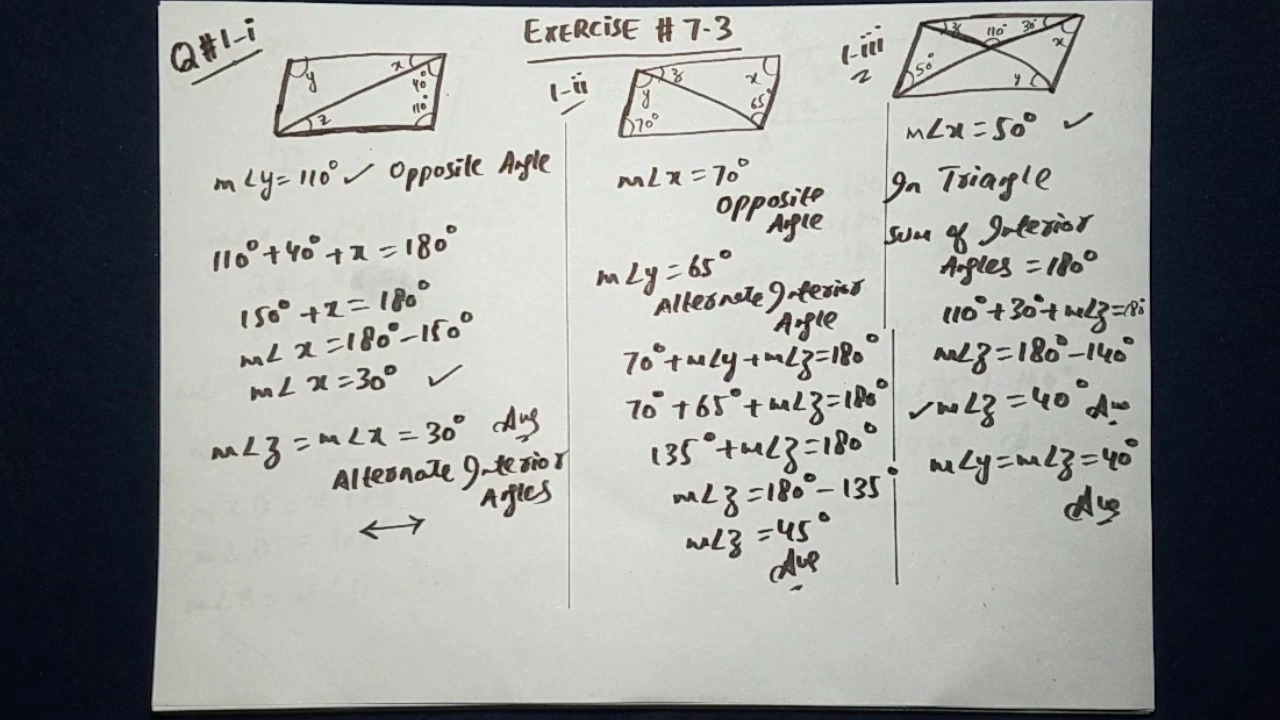 Q#1-i
EXERCISE # 7-3
y
x
40°
110°
z
m∠y=110° ✓ Opposite Angle
110°+40°+x=180°
150°+x=180°
m∠x=180°-150°
m∠x=30° ✓
m∠z=m∠x=30° Ans
Alternate Interior
Angles
1-ii
z
x
y
65°
70°
m∠x=70°
Opposite
Angle
m∠y=65°
Alternate Interior
Angle
70°+m∠y+m∠z=180°
70°+65°+m∠z=180°
135°+m∠z=180°
m∠z=180°-135°
m∠z=45°
Ans
1-iii
z
110°
30°
x
50°
y
m∠x=50° ✓
In Triagle
Sum of Interior
Angles=180°
110°+30°+m∠z=180
m∠z=180°-140°
✓m∠z=40° Ans
m∠y=m∠z=40°
Ans